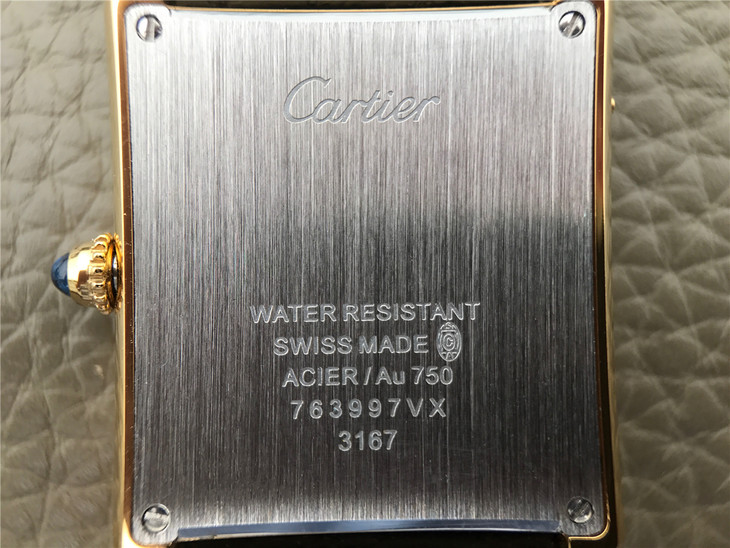 Cartier
WATER RESISTANT
SWISS MADE
ACIER / Au 750
763997VX
3167